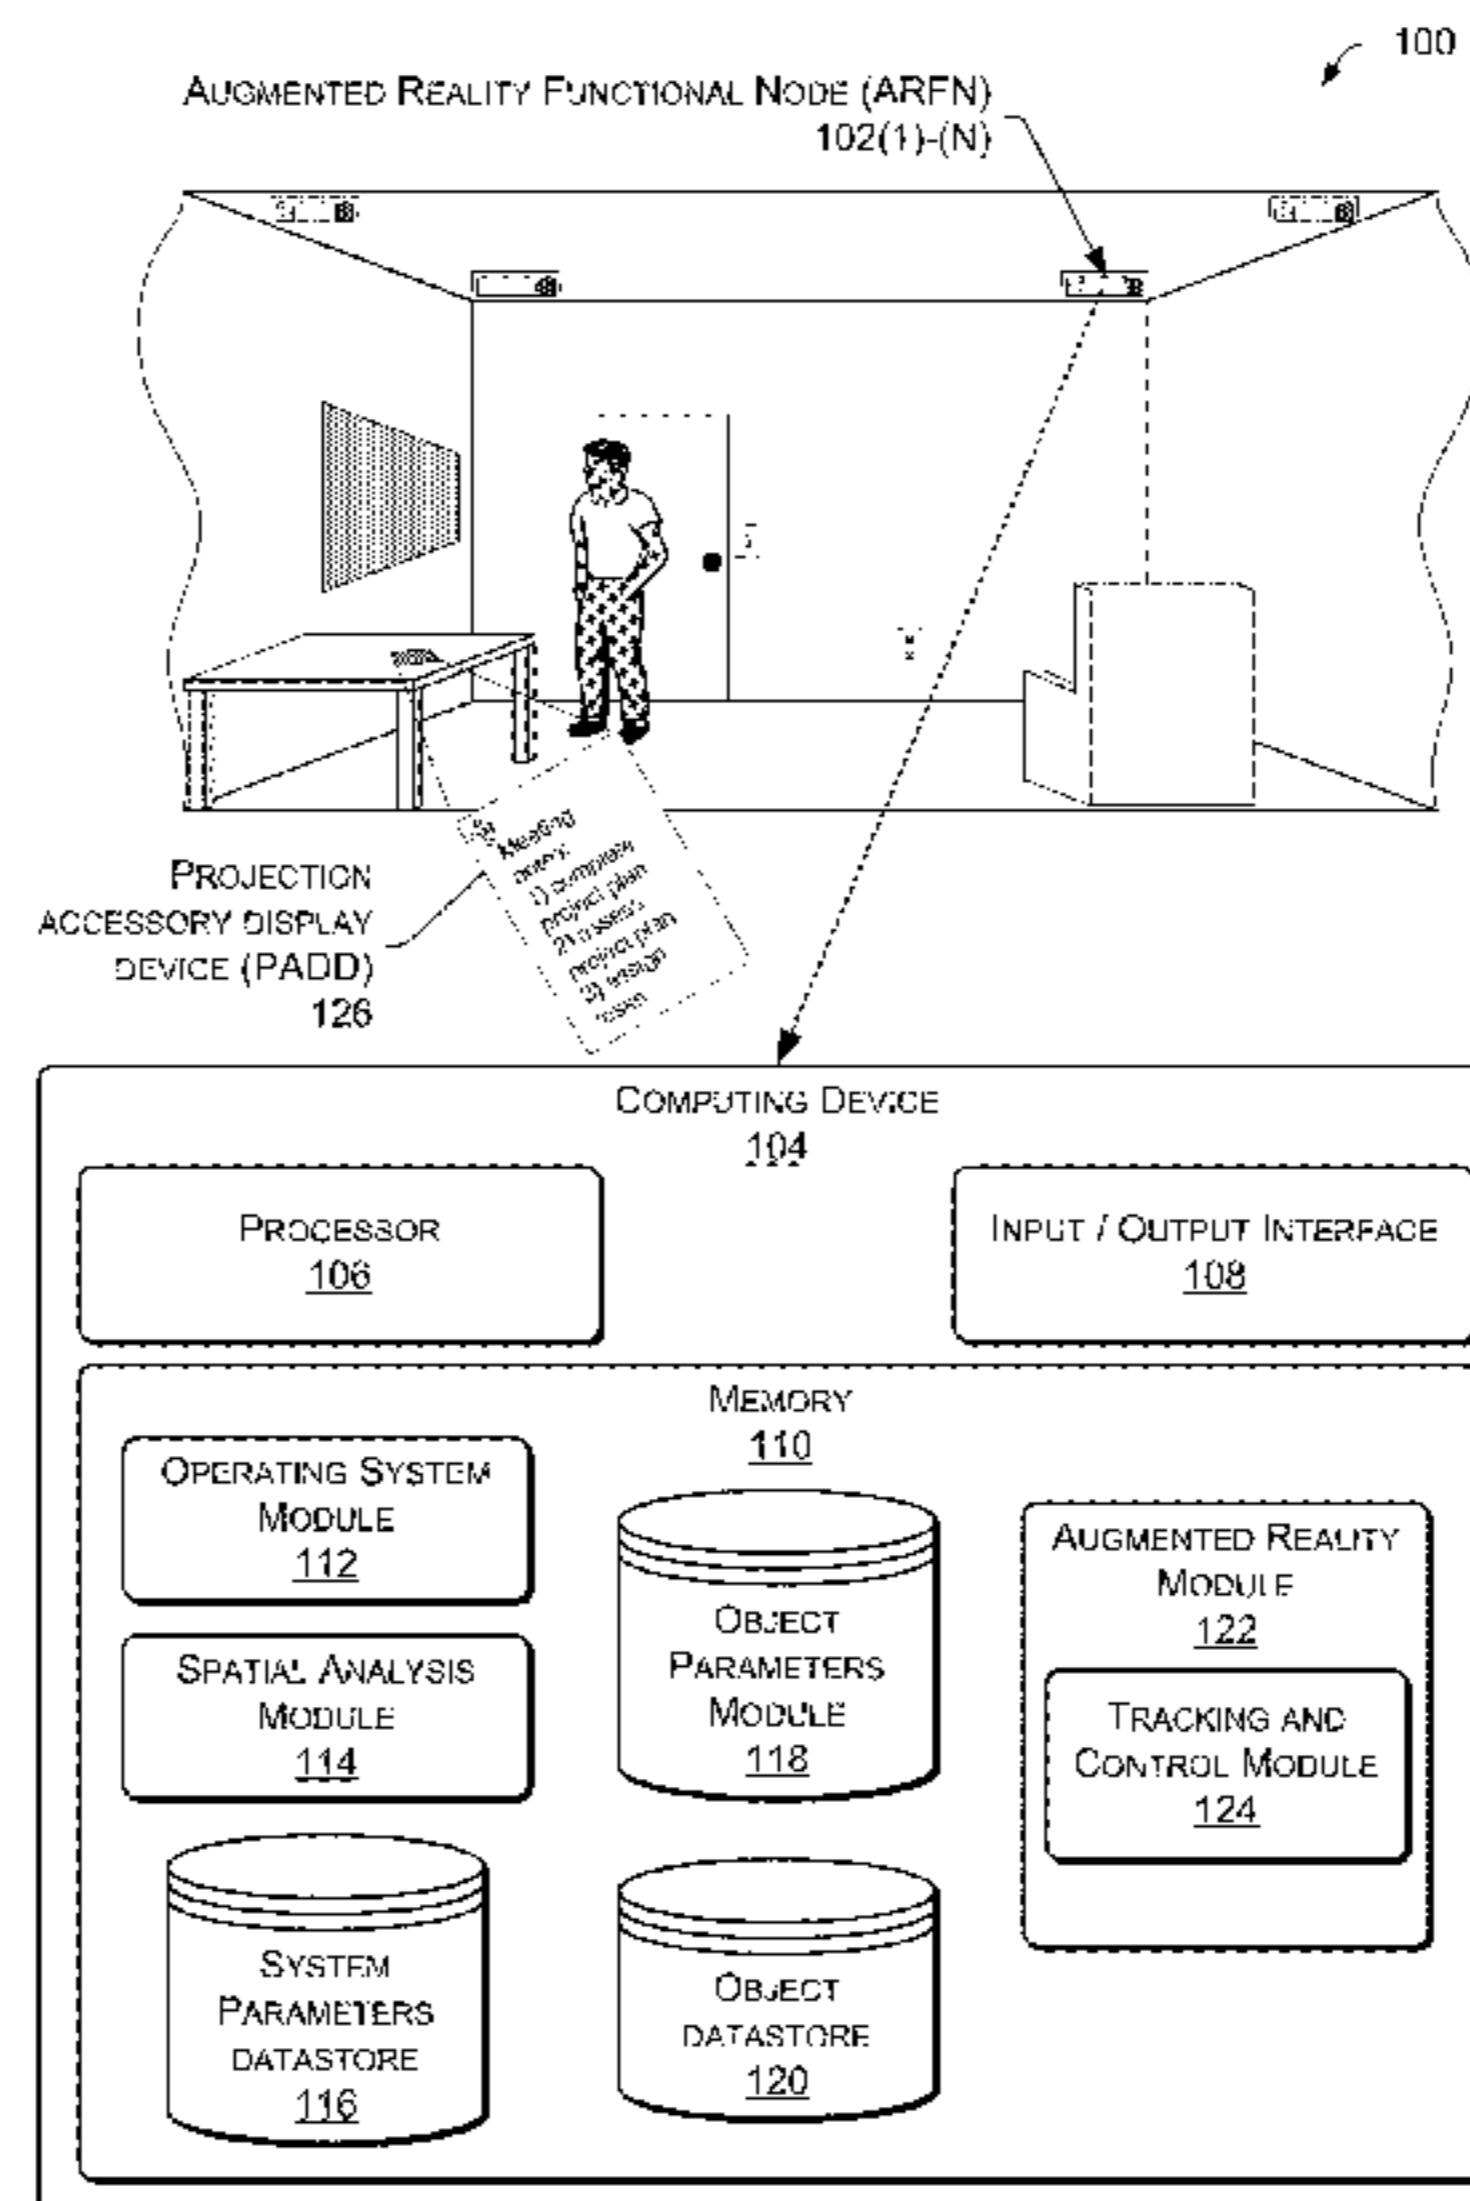 100
AUGMENTED REALITY FUNCTIONAL NODE (ARFN)
102(1)-(N)
Meeting
1) complete
project plan
2) assess
project plan
3) assign
PROJECTION
ACCESSORY DISPLAY
DEVICE (PADD)
126
COMPUTING DEVICE
104
PROCESSOR
106
INPUT / OUTPUT INTERFACE
108
MEMORY
110
OPERATING SYSTEM
MODULE
112
SPATIAL ANALYSIS
MODULE
114
SYSTEM
PARAMETERS
DATASTORE
116
OBJECT
PARAMETERS
MODULE
118
OBJECT
DATASTORE
120
AUGMENTED REALITY
MODULE
122
TRACKING AND
CONTROL MODULE
124